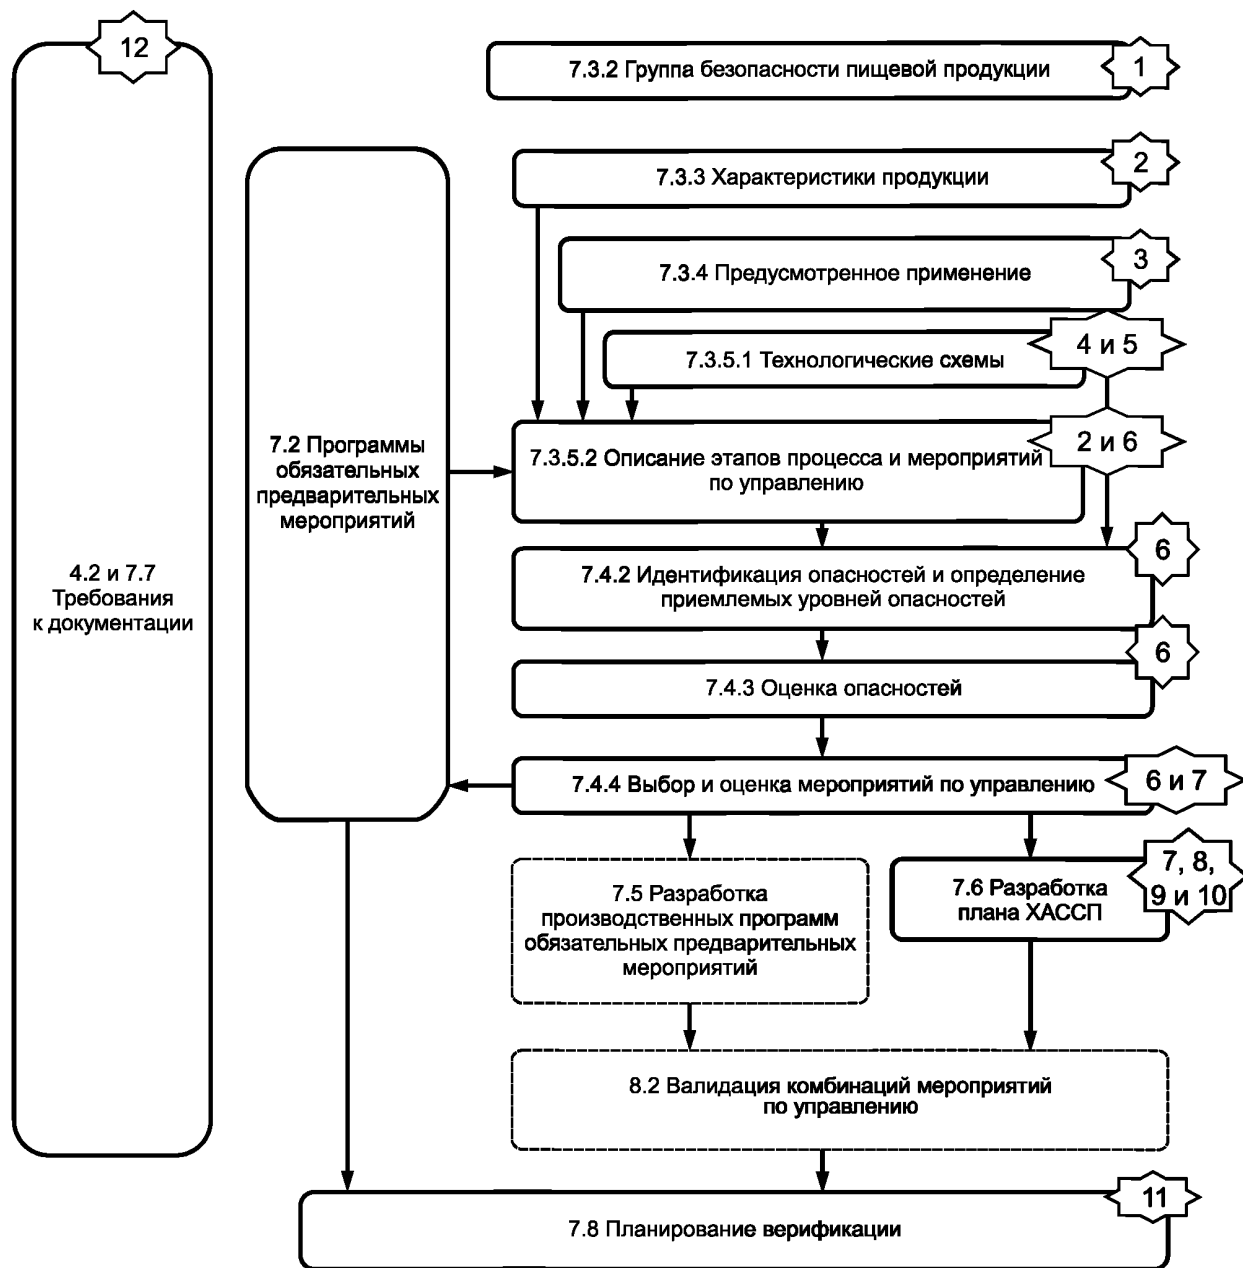 12
7.3.2 Группа безопасности пищевой продукции
1
7.3.3 Характеристики продукции
2
7.3.4 Предусмотренное применение
3
7.3.5.1 Технологические схемы
4 и 5
7.2 Программы
обязательных
предварительных
мероприятий
7.3.5.2 Описание этапов процесса и мероприятий
по управлению
2 и 6
4.2 и 7.7
Требования
к документации
7.4.2 Идентификация опасностей и определение
приемлемых уровней опасностей
6
7.4.3 Оценка опасностей
6
7.4.4 Выбор и оценка мероприятий по управлению
6 и 7
7.5 Разработка
производственных программ
обязательных предварительных
мероприятий
7.6 Разработка
плана ХАССП
7, 8,
9 и 10
8.2 Валидация комбинаций мероприятий
по управлению
7.8 Планирование верификации
11